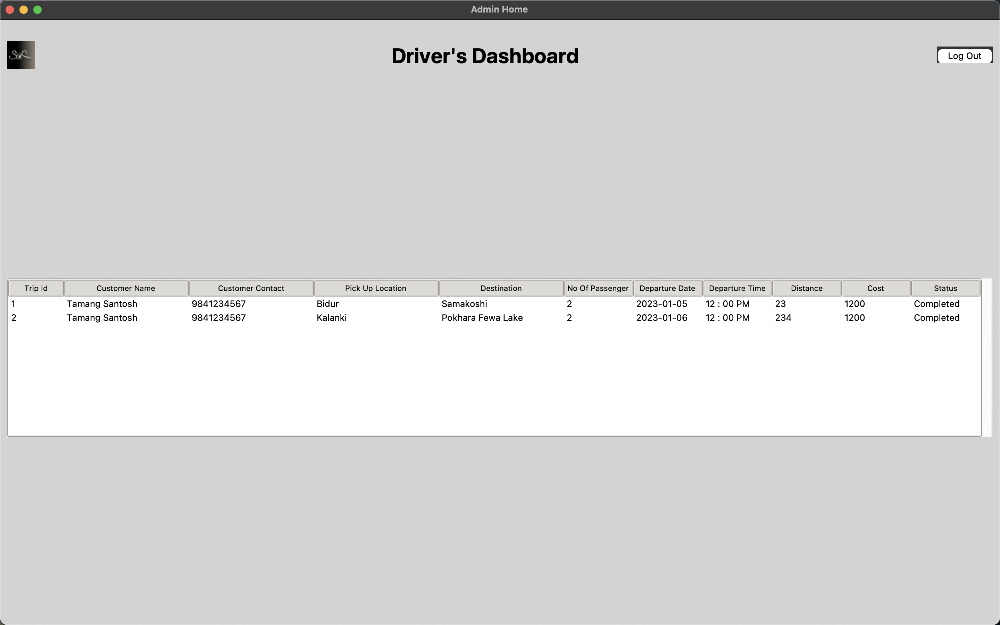 Admin Home
Driver's Dashboard
Log Out
Trip Id Customer Name Customer Contact Pick Up Location Destination No Of Passenger Departure Date Departure Time Distance Cost Status
1 Tamang Santosh 9841234567 Bidur Samakoshi 2 2023-01-05 12 : 00 PM 23 1200 Completed
2 Tamang Santosh 9841234567 Kalanki Pokhara Fewa Lake 2 2023-01-06 12 : 00 PM 234 1200 Completed